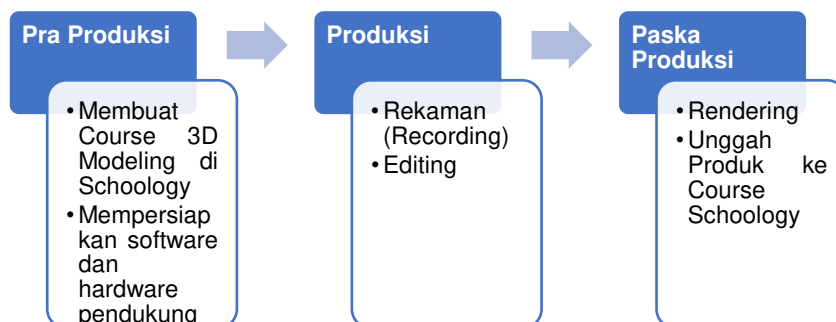 Pra Produksi
• Membuat
Course 3D
Modeling di
Schoology
• Mempersiap
kan software
dan
hardware
pendukung
Produksi
• Rekaman
(Recording)
• Editing
Paska
Produksi
• Rendering
• Unggah
Produk ke
Course
Schoology